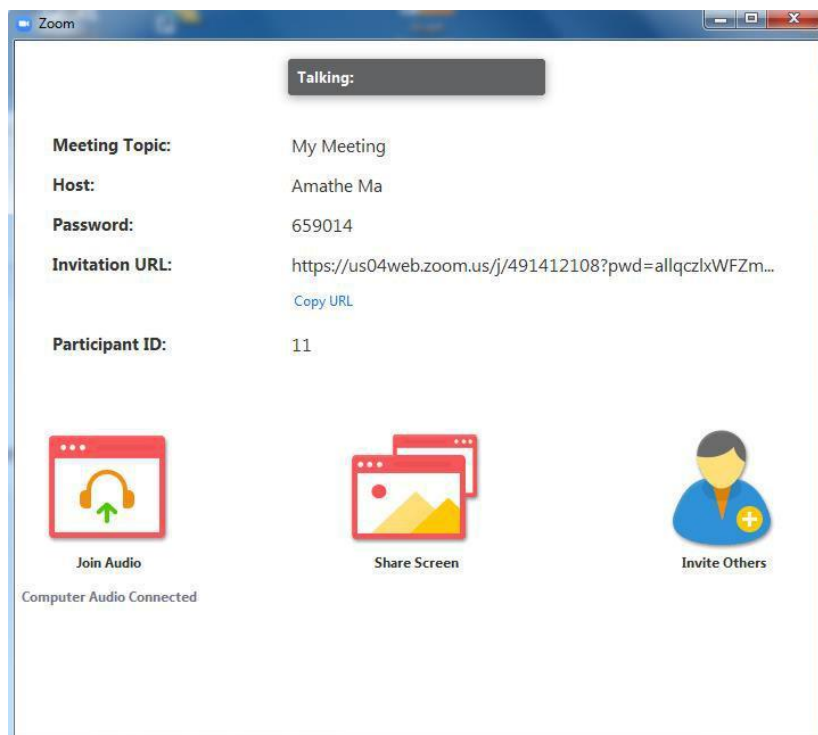 Zoom
Talking:
Meeting Topic: My Meeting
Host: Amathe Ma
Password: 659014
Invitation URL: https://us04web.zoom.us/j/491412108?pwd=allqczlxWFZm...
Copy URL
Participant ID: 11
Join Audio Share Screen Invite Others
Computer Audio Connected